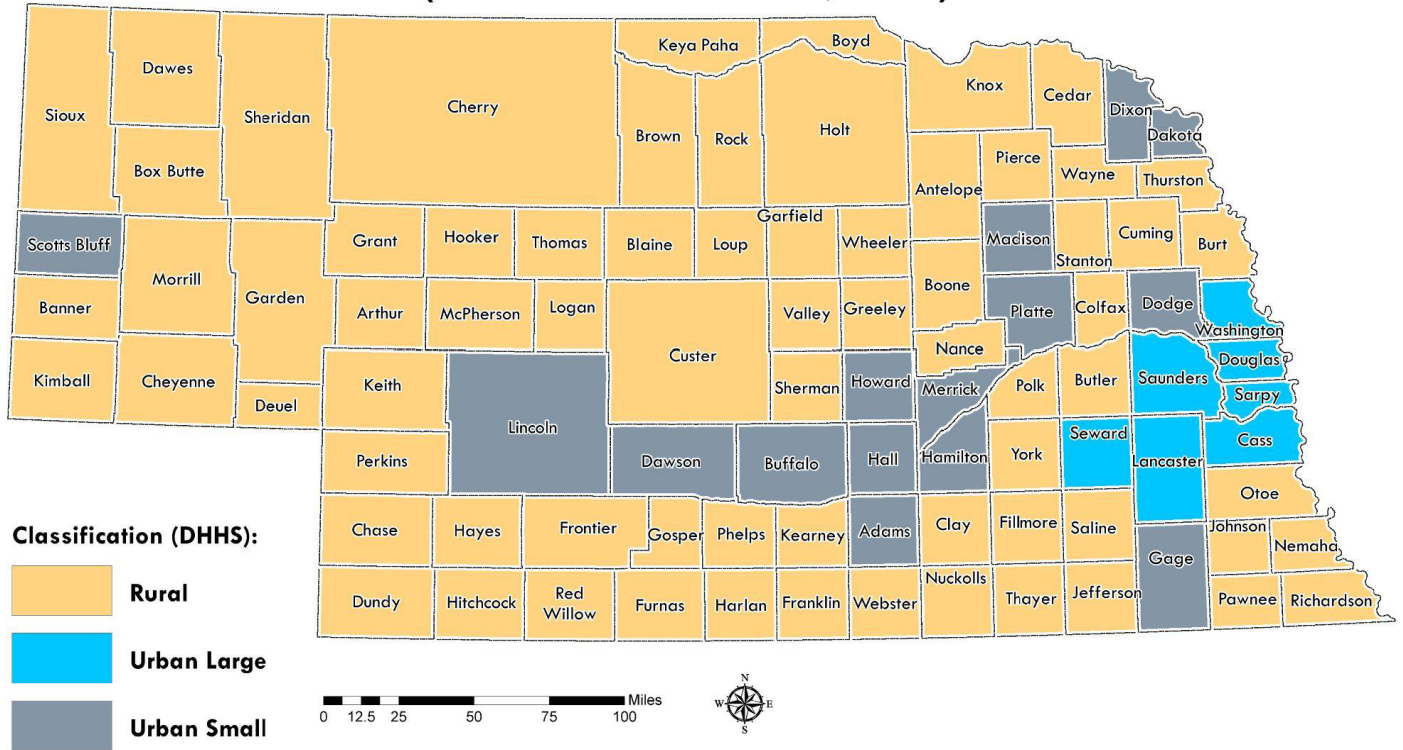 Keya Paha
Boyd
Dawes
Knox
Cedar
Sioux
Sheridan
Cherry
Dixon
Brown
Rock
Holt
Dakota
Box Butte
Pierce
Wayne
Thurston
Antelope
Garfield
Scotts Bluff
Grant
Hooker
Thomas
Blaine
Loup
Wheeler
Madison
Stanton
Cuming
Burt
Morrill
Garden
Boone
Banner
Arthur
McPherson
Logan
Valley
Greeley
Platte
Colfax
Dodge
Washington
Nance
Custer
Kimball
Cheyenne
Keith
Sherman
Howard
Merrick
Polk
Butler
Saunders
Douglas
Sarpy
Deuel
Lincoln
Seward
Cass
Perkins
Dawson
Buffalo
Hall
Hamilton
York
Lancaster
Otoe
Chase
Hayes
Frontier
Gosper
Phelps
Kearney
Adams
Clay
Fillmore
Saline
Johnson
Nemaha
Gage
Dundy
Hitchcock
Red
Willow
Furnas
Harlan
Franklin
Webster
Nuckolls
Thayer
Jefferson
Pawnee
Richardson
Classification (DHHS):
Rural
Urban Large
Urban Small
Miles
0 12.5 25 50 75 100
N
W E
S